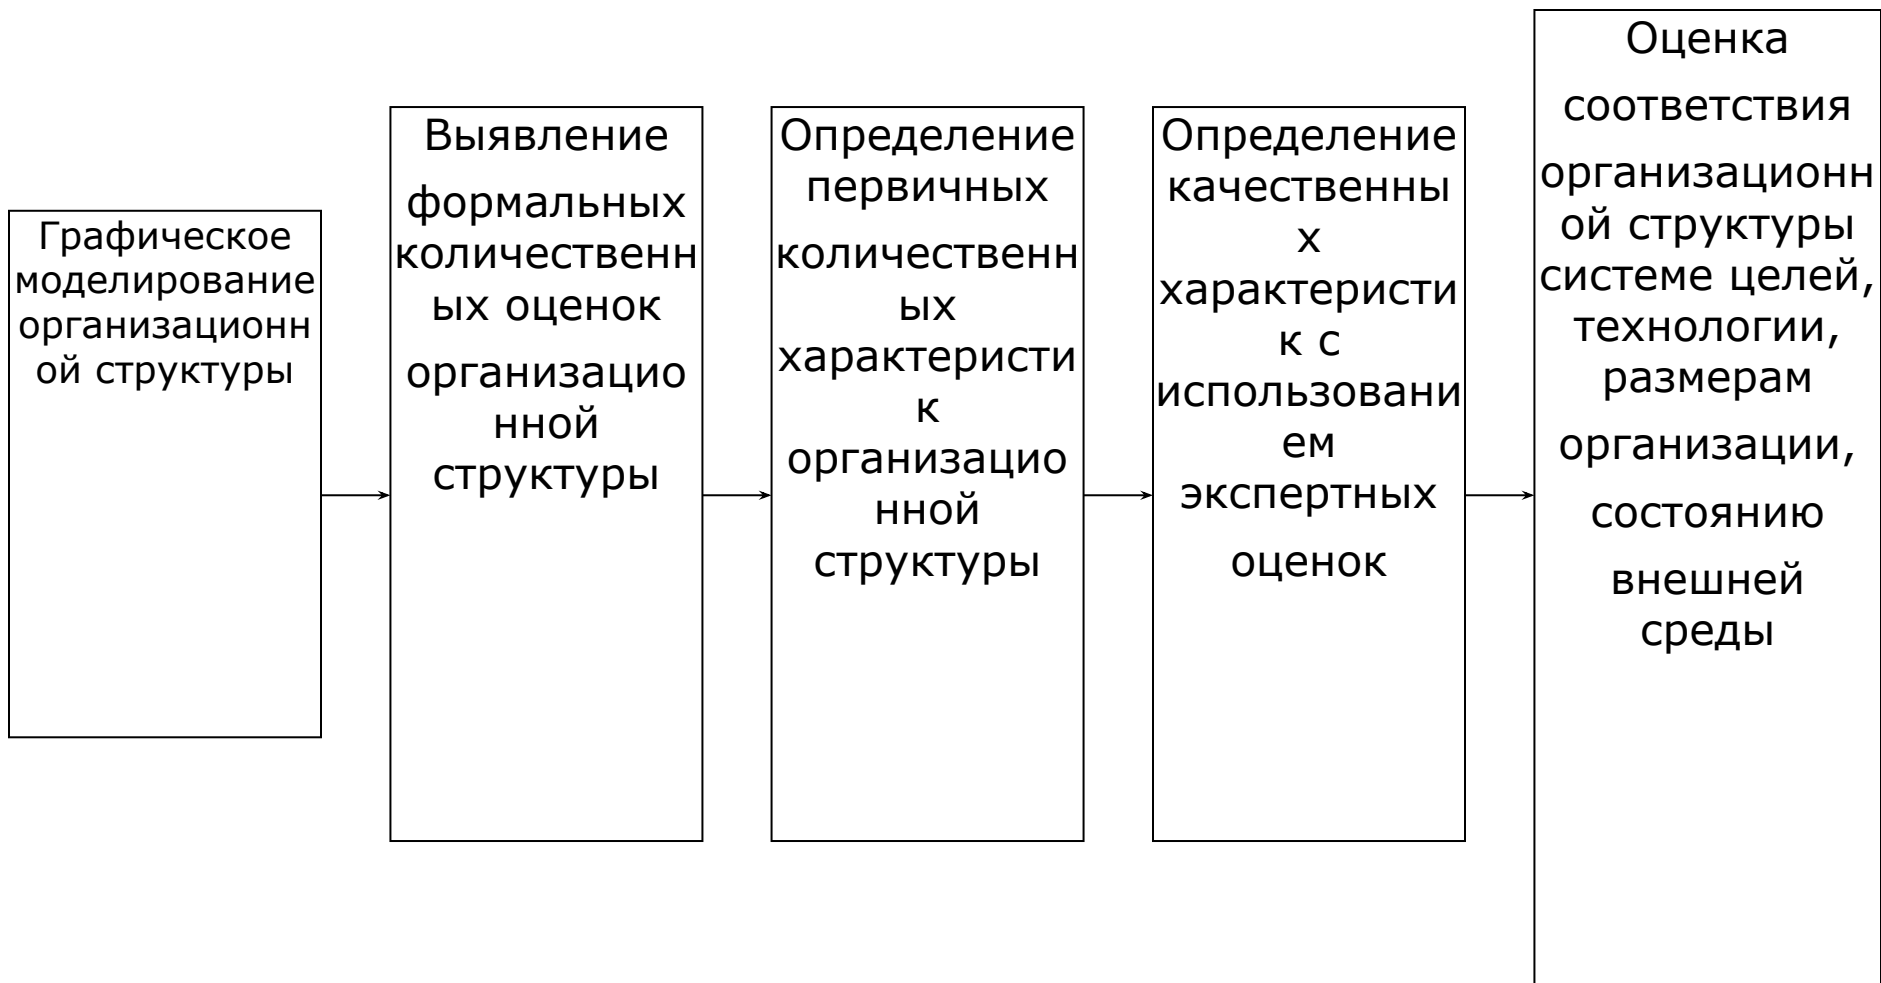 Графическое
моделирование
организационн
ой структуры
Выявление
формальных
количественн
ых оценок
организацио
нной
структуры
Определение
первичных
количественн
ых
характеристи
к
организацио
нной
структуры
Определение
качественны
х
характеристи
к с
использовани
ем
экспертных
оценок
Оценка
соответствия
организационн
ой структуры
системе целей,
технологии,
размерам
организации,
состоянию
внешней
среды